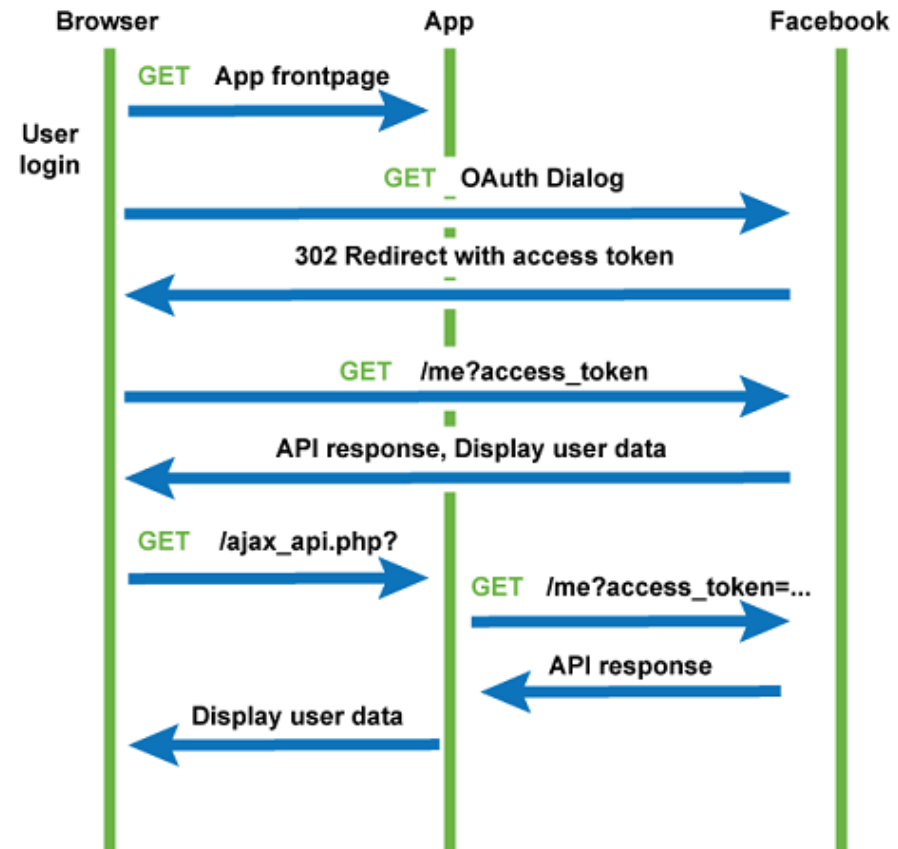 Browser App Facebook
GET App frontpage
User
login
GET OAuth Dialog
302 Redirect with access token
GET /me?access_token
API response, Display user data
GET /ajax_api.php?
GET /me?access_token=...
API response
Display user data